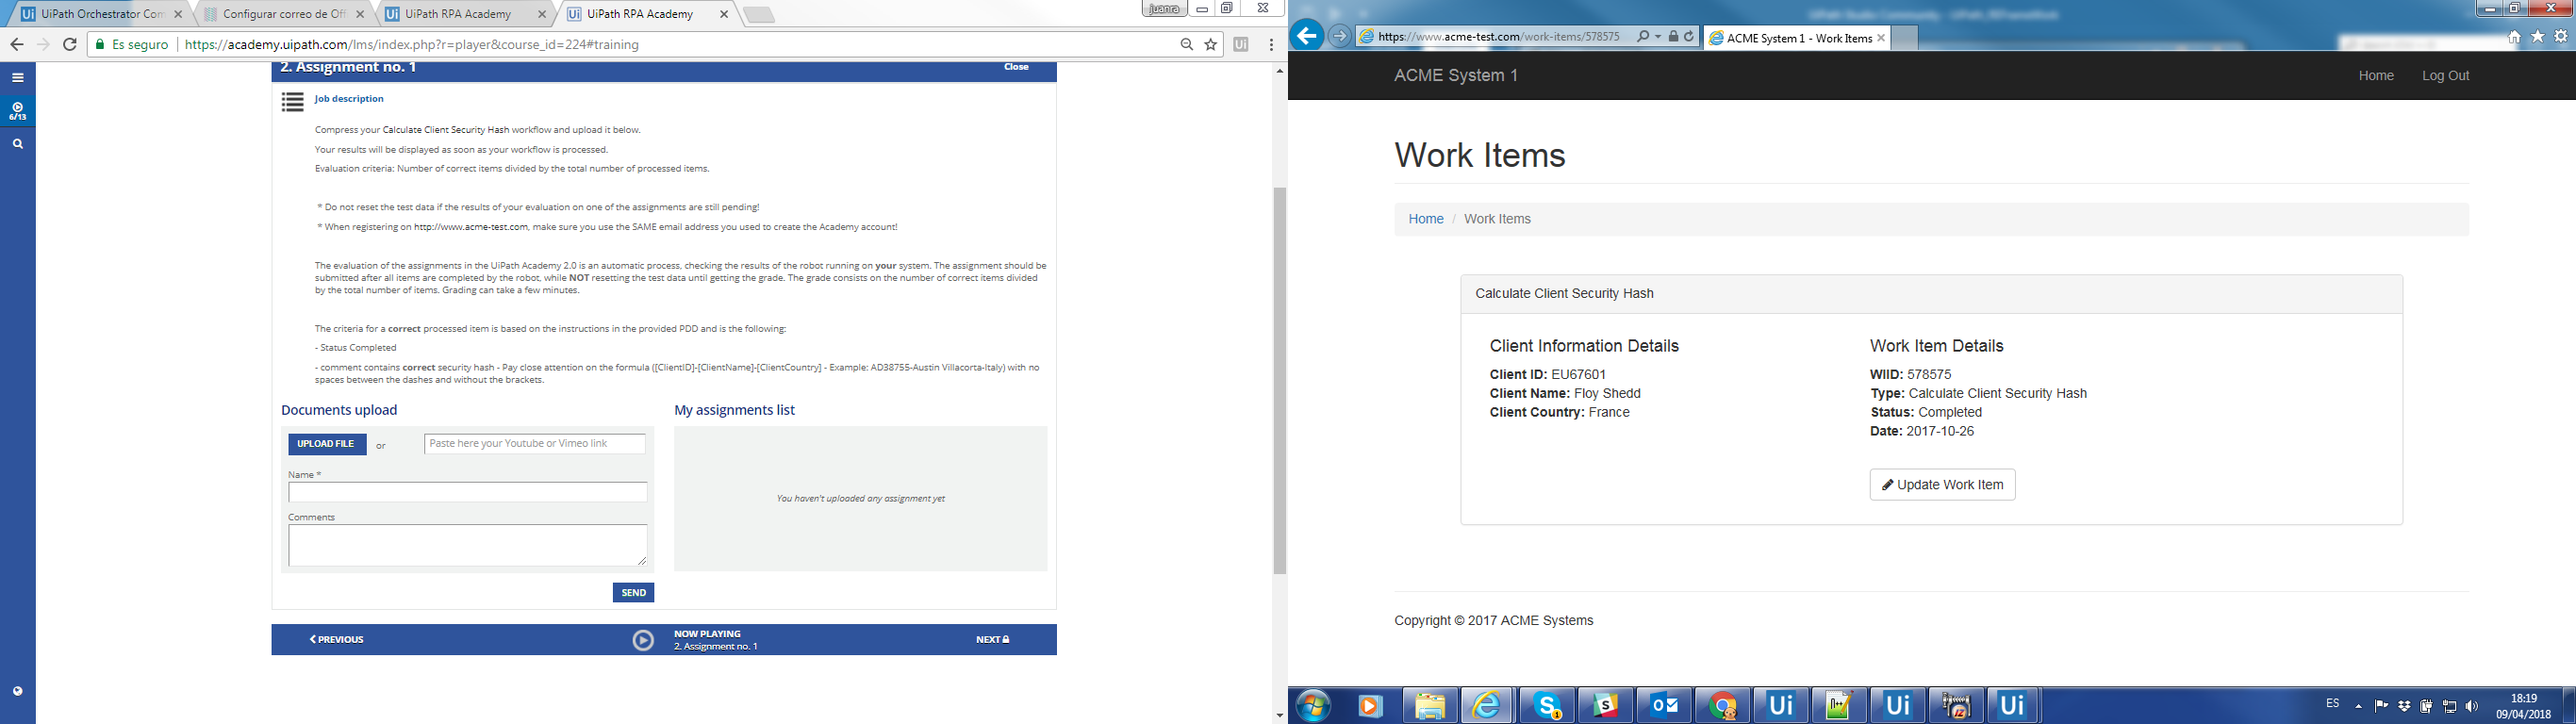 UiPath Orchestrator Com
Configurar correo de Off
UiPath RPA Academy
UiPath RPA Academy
juanra
Es seguro
https://academy.uipath.com/lms/index.php?r=player&course_id=224#training
6/13
2. Assignment no. 1
Close
Job description
Compress your Calculate Client Security Hash workflow and upload it below.
Your results will be displayed as soon as your workflow is processed.
Evaluation criteria: Number of correct items divided by the total number of processed items.
* Do not reset the test data if the results of your evaluation on one of the assignments are still pending!
* When registering on http://www.acme-test.com, make sure you use the SAME email address you used to create the Academy account!
The evaluation of the assignments in the UiPath Academy 2.0 is an automatic process, checking the results of the robot running on your system. The assignment should be
submitted after all items are completed by the robot, while NOT resetting the test data until getting the grade. The grade consists on the number of correct items divided
by the total number of items. Grading can take a few minutes.
The criteria for a correct processed item is based on the instructions in the provided PDD and is the following:
- Status Completed
- comment contains correct security hash - Pay close attention on the formula ([ClientID]-[ClientName]-[ClientCountry] - Example: AD38755-Austin Villacorta-Italy) with no
spaces between the dashes and without the brackets.
Documents upload
UPLOAD FILE
or
Paste here your Youtube or Vimeo link
Name *
Comments
SEND
My assignments list
You haven't uploaded any assignment yet
PREVIOUS
NOW PLAYING
2. Assignment no. 1
NEXT
https://www.acme-test.com/work-items/578575
ACME System 1 - Work Items
ACME System 1
Home
Log Out
Work Items
Home / Work Items
Calculate Client Security Hash
Client Information Details
Client ID: EU67601
Client Name: Floy Shedd
Client Country: France
Work Item Details
WIID: 578575
Type: Calculate Client Security Hash
Status: Completed
Date: 2017-10-26
Update Work Item
Copyright © 2017 ACME Systems
ES
18:19
09/04/2018